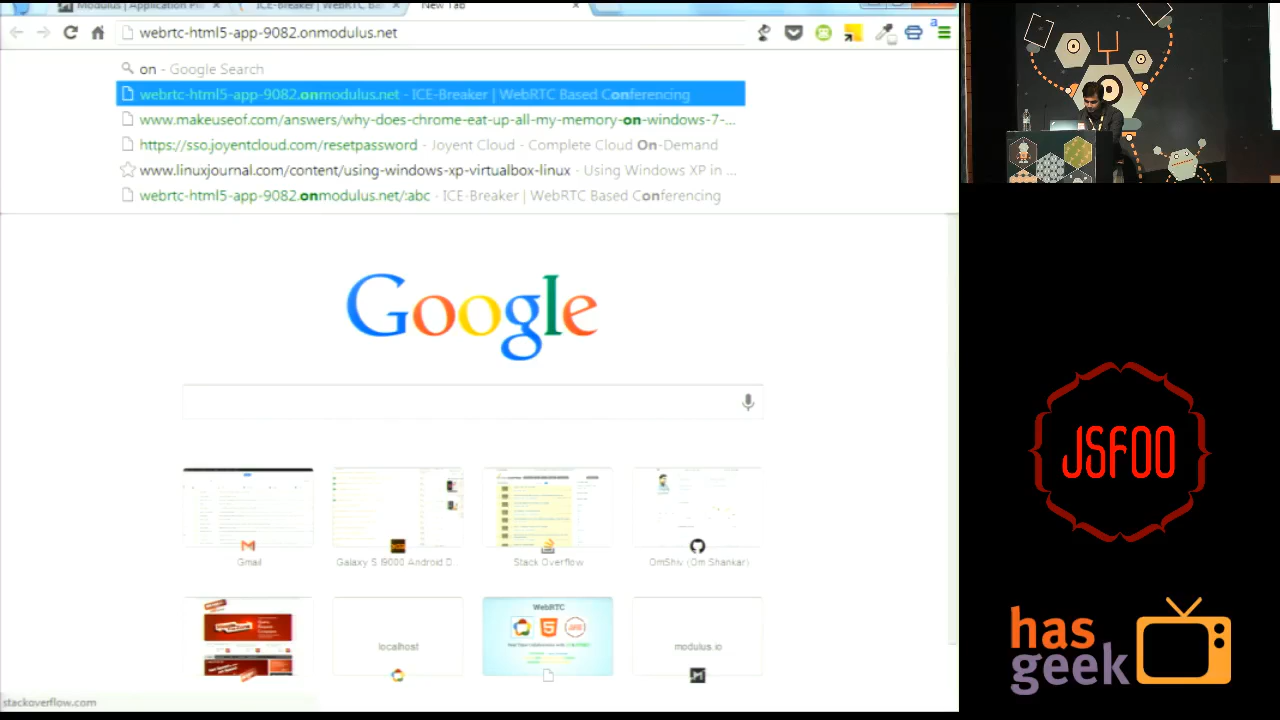 Modulus | Application Pl
ICE-Breaker | WebRTC Ba
New Tab
webrtc-html5-app-9082.onmodulus.net
on - Google Search
webrtc-html5-app-9082.onmodulus.net - ICE-Breaker | WebRTC Based Conferencing
www.makeuseof.com/answers/why-does-chrome-eat-up-all-my-memory-on-windows-7-...
https://sso.joyentcloud.com/resetpassword - Joyent Cloud - Complete Cloud On-Demand
www.linuxjournal.com/content/using-windows-xp-virtualbox-linux - Using Windows XP in ...
webrtc-html5-app-9082.onmodulus.net/:abc - ICE-Breaker | WebRTC Based Conferencing
Google
Gmail
Galaxy S I9000 Android D...
Stack Overflow
OmShiv (Om Shankar)
localhost
WebRTC
modulus.io
stackoverflow.com
JSFOO
has
geek